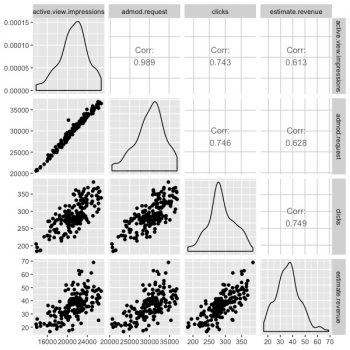 active.view.impressions admod.request clicks estimate.revenue
0.00015
0.00010
0.00005
0.00000
Corr:
0.989
Corr:
0.743
Corr:
0.613
active.view.impressions
35000
30000
25000
20000
Corr:
0.746
Corr:
0.628
admod.request
350
300
250
200
Corr:
0.749
clicks
70
60
50
40
30
20
estimate.revenue
16000 20000 22000 24000 20000 25000 30000 35000 200 250 300 350 20 30 40 50 60 70